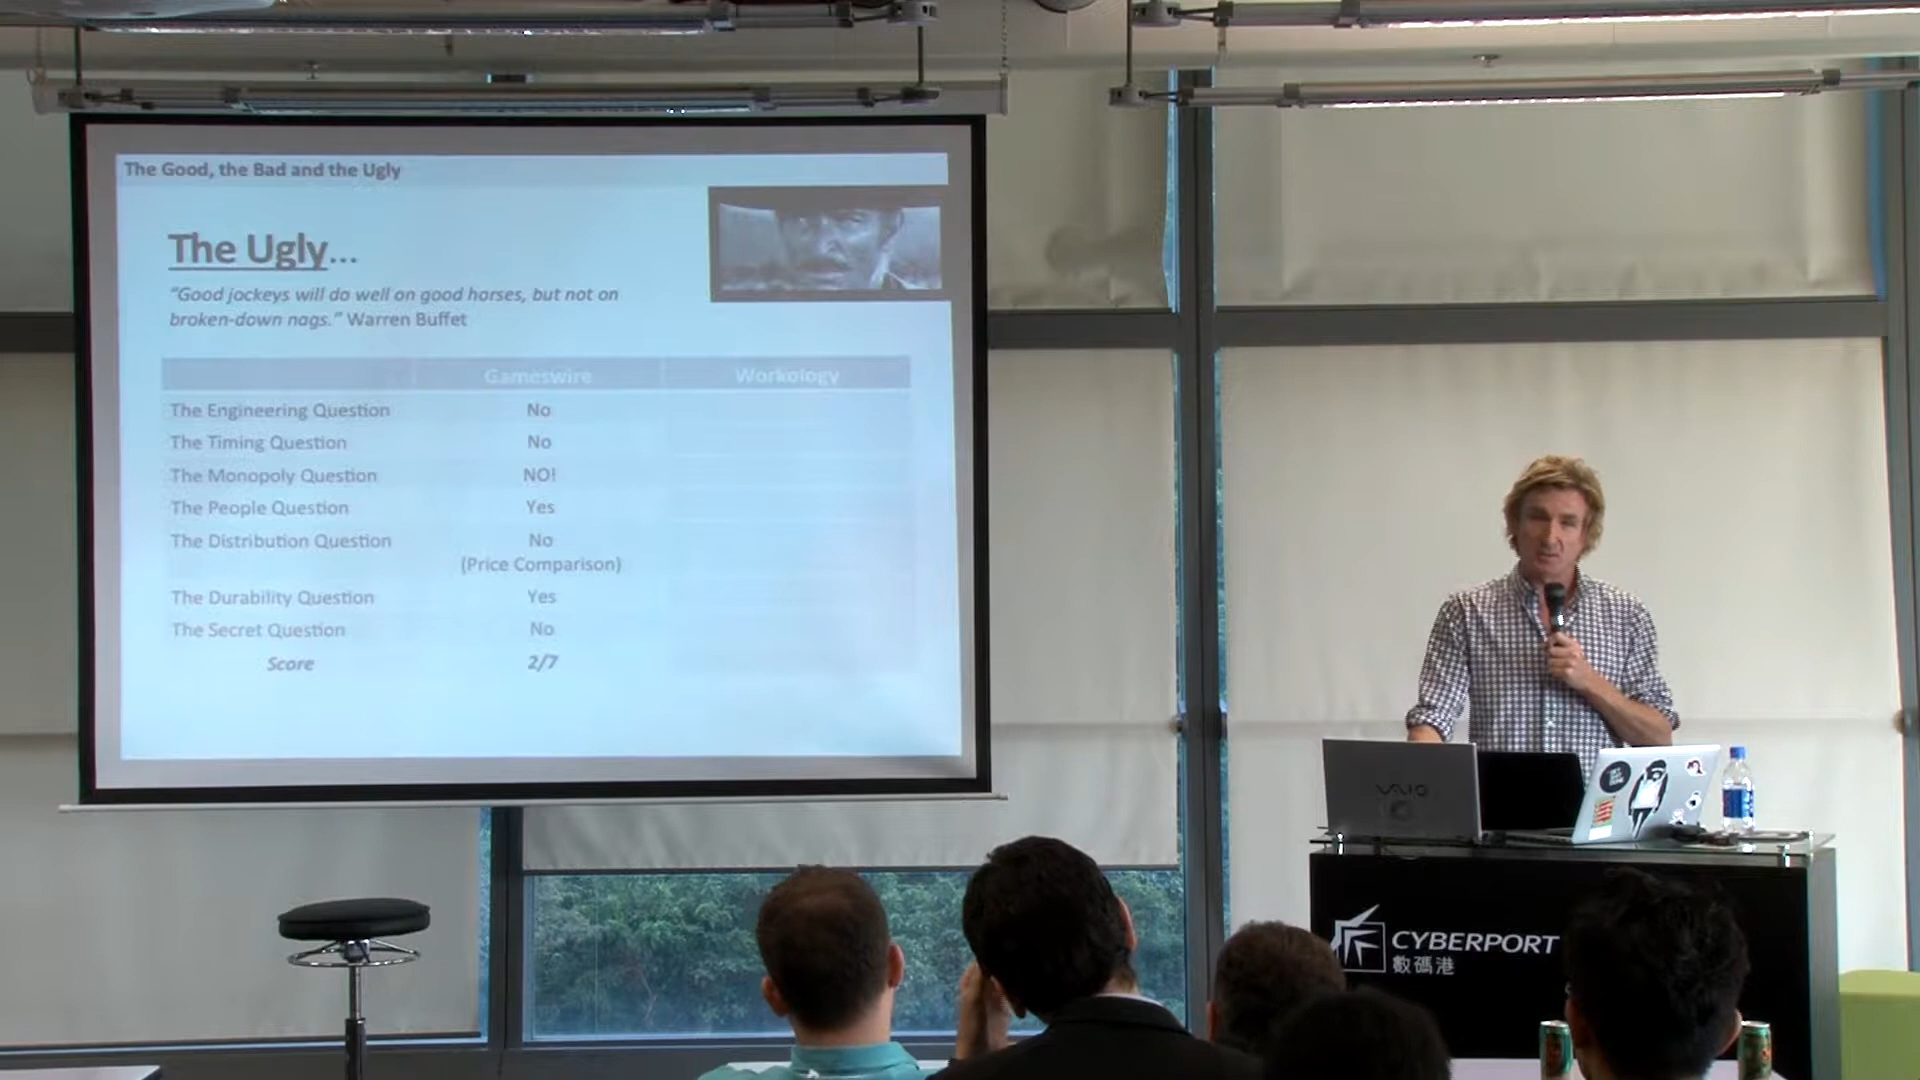 The Good, the Bad and the Ugly
The Ugly...
"Good jockeys will do well on good horses, but not on
broken-down nags." Warren Buffet
Gameswire Workology
The Engineering Question No
The Timing Question No
The Monopoly Question NO!
The People Question Yes
The Distribution Question No
(Price Comparison)
The Durability Question Yes
The Secret Question No
Score 2/7
VAIO
CYBERPORT
數碼港